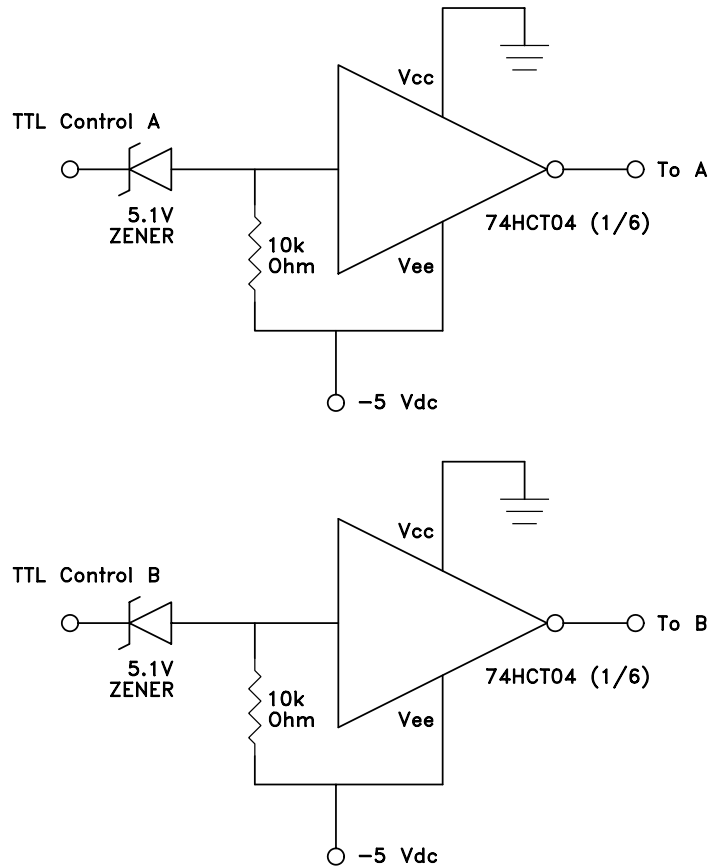 Vcc
TTL Control A
To A
5.1V
ZENER
74HCT04 (1/6)
10k
Ohm
Vee
-5 Vdc
Vcc
TTL Control B
To B
5.1V
ZENER
74HCT04 (1/6)
10k
Ohm
Vee
-5 Vdc